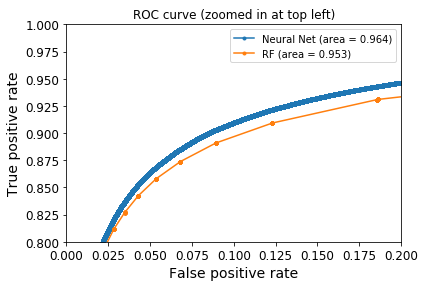 ROC curve (zoomed in at top left)
Neural Net (area = 0.964)
RF (area = 0.953)
True positive rate
1.000
0.975
0.950
0.925
0.900
0.875
0.850
0.825
0.800
0.000 0.025 0.050 0.075 0.100 0.125 0.150 0.175 0.200
False positive rate